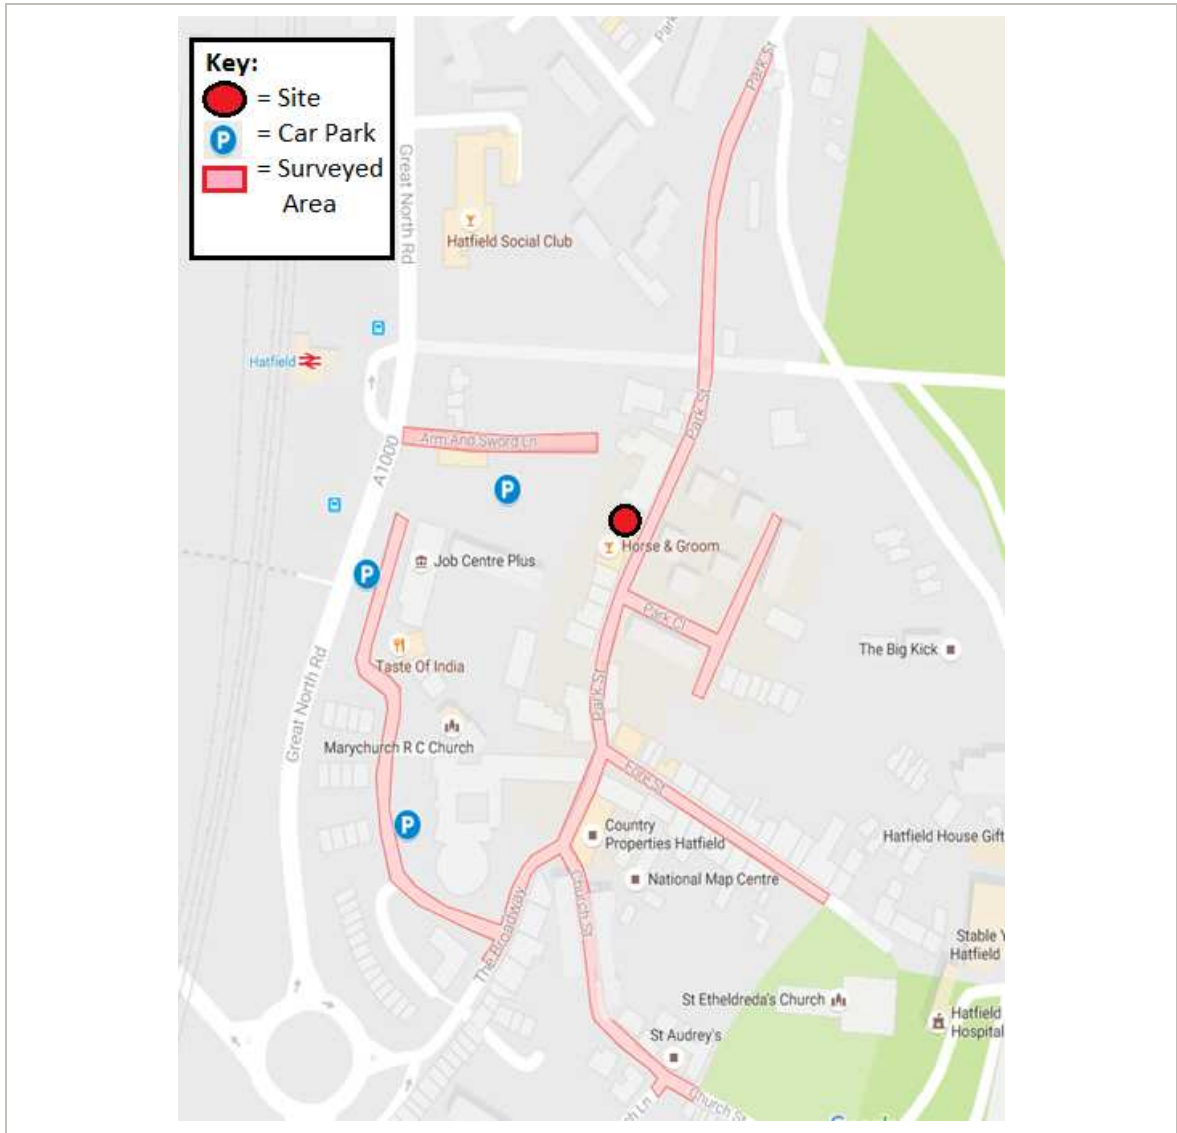 Key:
= Site
P
= Car Park
= Surveyed
Area
Park St
Great North Rd
Hatfield Social Club
Hatfield
Park St
Arm And Sword Ln
A1000
P
Horse & Groom
Job Centre Plus
P
Park Cl
The Big Kick
Taste Of India
Park St
Great North Rd
Marychurch R C Church
Fore St
P
Country
Properties Hatfield
Hatfield House Gift
National Map Centre
Church St
The Broadway
Stable Y
Hatfield
St Etheldreda's Church
Hatfield
Hospital
St Audrey's
Church St